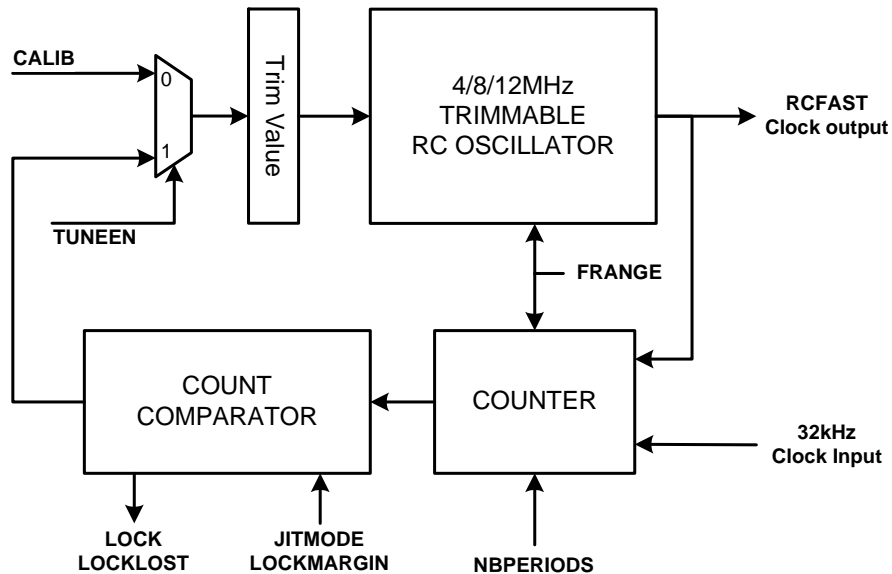 CALIB
0
1
TUNEEN
Trim Value
4/8/12MHz
TRIMMABLE
RC OSCILLATOR
RCFAST
Clock output
FRANGE
COUNT
COMPARATOR
COUNTER
32kHz
Clock Input
LOCK
LOCKLOST
JITMODE
LOCKMARGIN
NBPERIODS